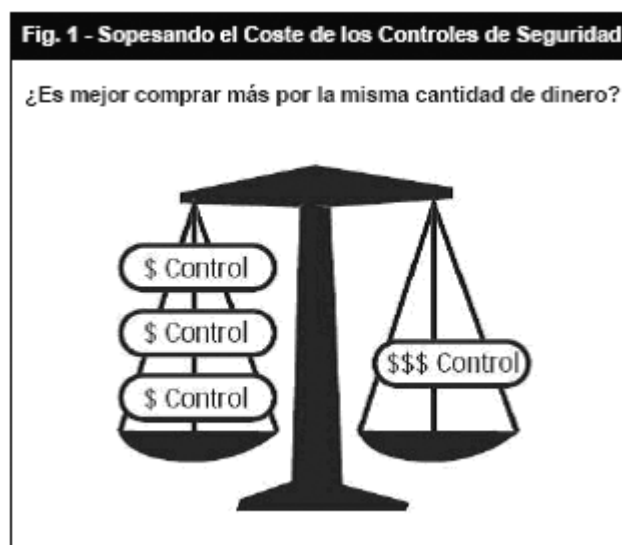 Fig. 1 - Sopesando el Coste de los Controles de Seguridad
¿Es mejor comprar más por la misma cantidad de dinero?
$ Control
$ Control
$ Control
$$$ Control